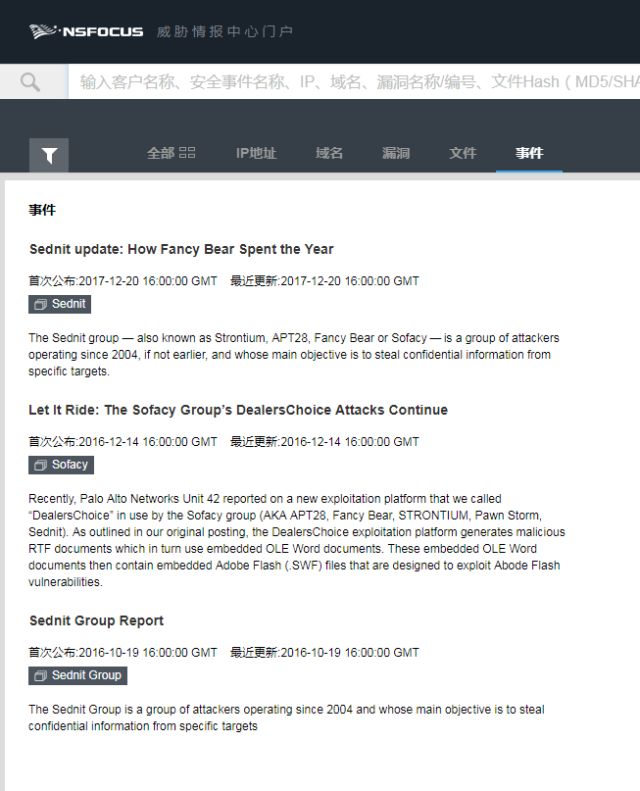 NSFOCUS 威胁情报中心门户
输入客户名称、安全事件名称、IP、域名、漏洞名称/编号、文件Hash ( MD5/SHA
全部 IP地址 域名 漏洞 文件 事件
事件
Sednit update: How Fancy Bear Spent the Year
首次公布:2017-12-20 16:00:00 GMT 最近更新:2017-12-20 16:00:00 GMT
Sednit
The Sednit group — also known as Strontium, APT28, Fancy Bear or Sofacy — is a group of attackers
operating since 2004, if not earlier, and whose main objective is to steal confidential information from
specific targets.
Let It Ride: The Sofacy Group's DealersChoice Attacks Continue
首次公布:2016-12-14 16:00:00 GMT 最近更新:2016-12-14 16:00:00 GMT
Sofacy
Recently, Palo Alto Networks Unit 42 reported on a new exploitation platform that we called
“DealersChoice” in use by the Sofacy group (AKA APT28, Fancy Bear, STRONTIUM, Pawn Storm,
Sednit). As outlined in our original posting, the DealersChoice exploitation platform generates malicious
RTF documents which in turn use embedded OLE Word documents. These embedded OLE Word
documents then contain embedded Adobe Flash (.SWF) files that are designed to exploit Abode Flash
vulnerabilities.
Sednit Group Report
首次公布:2016-10-19 16:00:00 GMT 最近更新:2016-10-19 16:00:00 GMT
Sednit Group
The Sednit Group is a group of attackers operating since 2004 and whose main objective is to steal
confidential information from specific targets